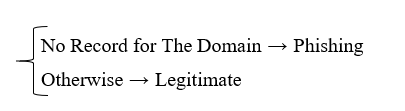 No Record for The Domain → Phishing
Otherwise → Legitimate